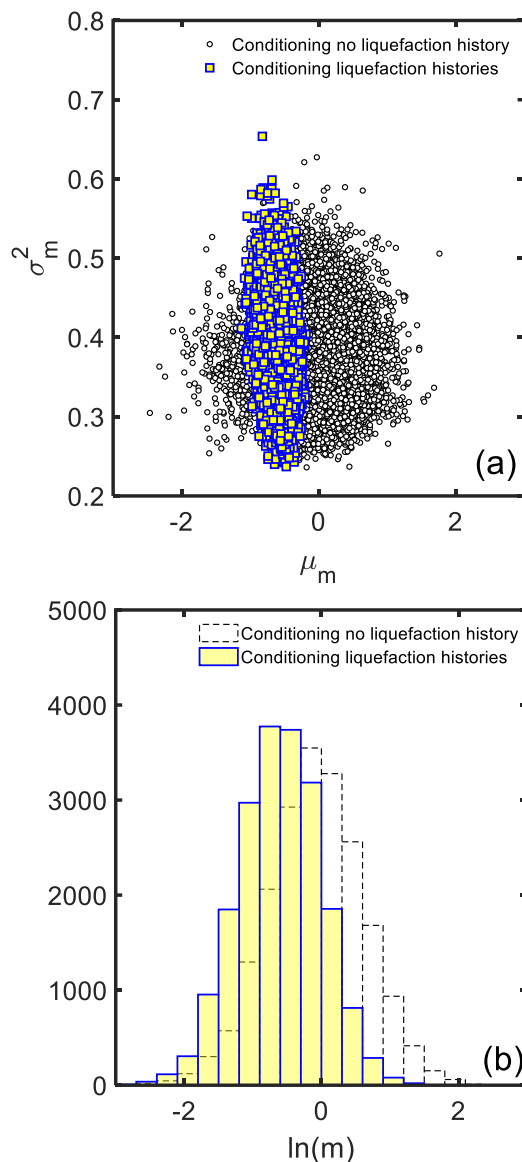 0.8
Conditioning no liquefaction history
Conditioning liquefaction histories
0.7
0.6
σ²m
0.5
0.4
0.3
(a)
0.2
-2 0 2
μm
5000
Conditioning no liquefaction history
Conditioning liquefaction histories
4000
3000
2000
1000
(b)
0
-2 0 2
ln(m)